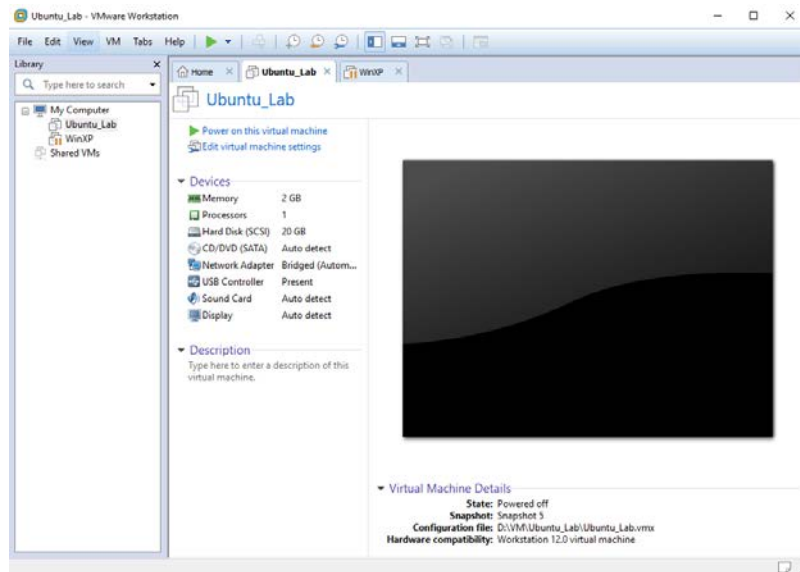 Ubuntu_Lab - VMware Workstation
File Edit View VM Tabs Help
Library
Type here to search
My Computer
Ubuntu_Lab
WinXP
Shared VMs
Home
Ubuntu_Lab
WinXP
Ubuntu_Lab
Power on this virtual machine
Edit virtual machine settings
Devices
Memory 2 GB
Processors 1
Hard Disk (SCSI) 20 GB
CD/DVD (SATA) Auto detect
Network Adapter Bridged (Autom...
USB Controller Present
Sound Card Auto detect
Display Auto detect
Description
Type here to enter a description of this
virtual machine.
Virtual Machine Details
State: Powered off
Snapshot: Snapshot 5
Configuration file: D:\VM\Ubuntu_Lab\Ubuntu_Lab.vmx
Hardware compatibility: Workstation 12.0 virtual machine